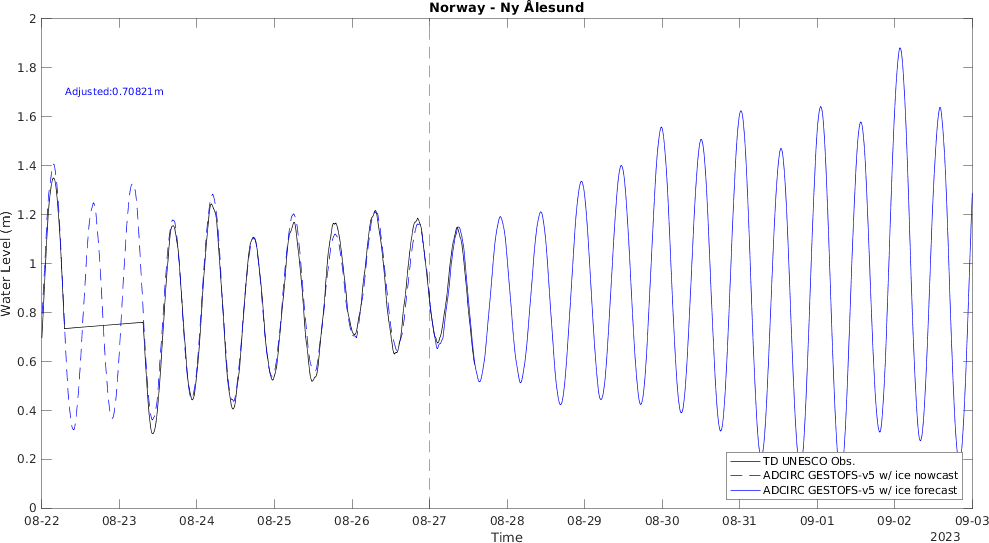 Norway - Ny Ålesund
Adjusted:0.70821m
Water Level (m)
2
1.8
1.6
1.4
1.2
1
0.8
0.6
0.4
0.2
0
TD UNESCO Obs.
ADCIRC GESTOFS-v5 w/ ice nowcast
ADCIRC GESTOFS-v5 w/ ice forecast
08-22 08-23 08-24 08-25 08-26 08-27 08-28 08-29 08-30 08-31 09-01 09-02 09-03
Time
2023